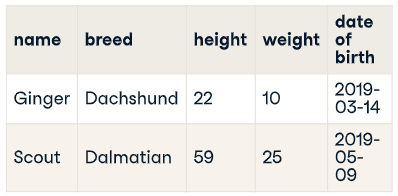 name breed height weight date of birth
Ginger Dachshund 22 10 2019-03-14
Scout Dalmatian 59 25 2019-05-09